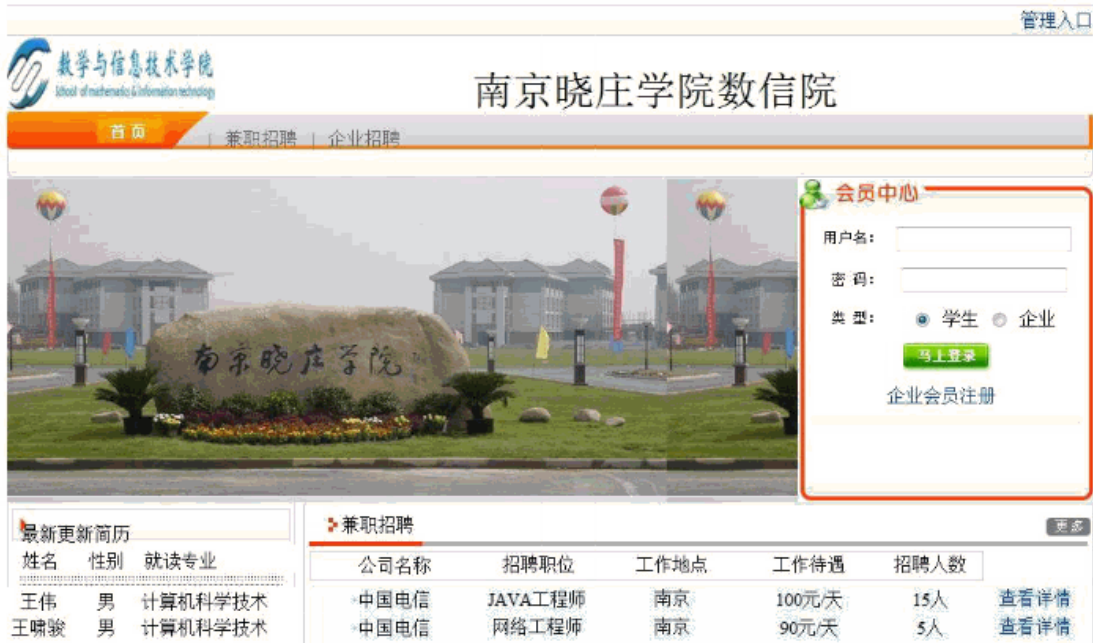 管理入口
数学与信息技术学院
School of mathematics & information technology
南京晓庄学院数信院
首页 | 兼职招聘 | 企业招聘
南京晓庄学院
会员中心
用户名：
密 码：
类 型： 学生 企业
马上登录
企业会员注册
最新更新简历
姓名 性别 就读专业
王伟 男 计算机科学技术
王啸骏 男 计算机科学技术
兼职招聘 更多
公司名称 招聘职位 工作地点 工作待遇 招聘人数
中国电信 JAVA工程师 南京 100元/天 15人 查看详情
中国电信 网络工程师 南京 90元/天 5人 查看详情